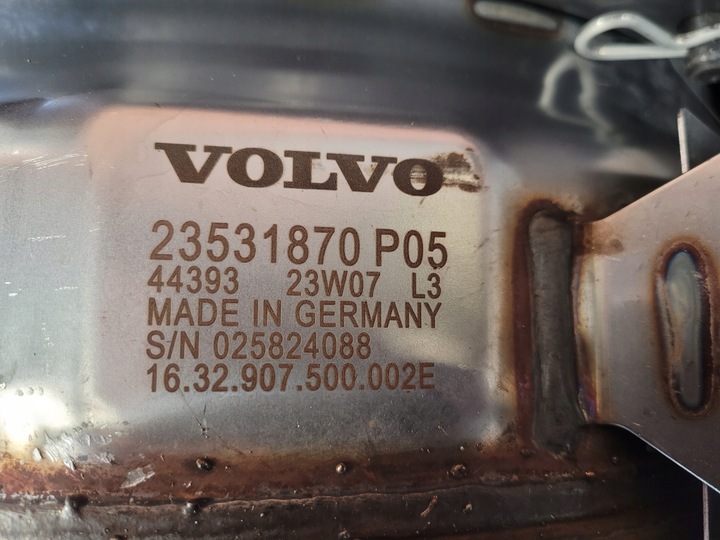 VOLVO
23531870 P05
44393 23W07 L3
MADE IN GERMANY
S/N 025824088
16.32.907.500.002E